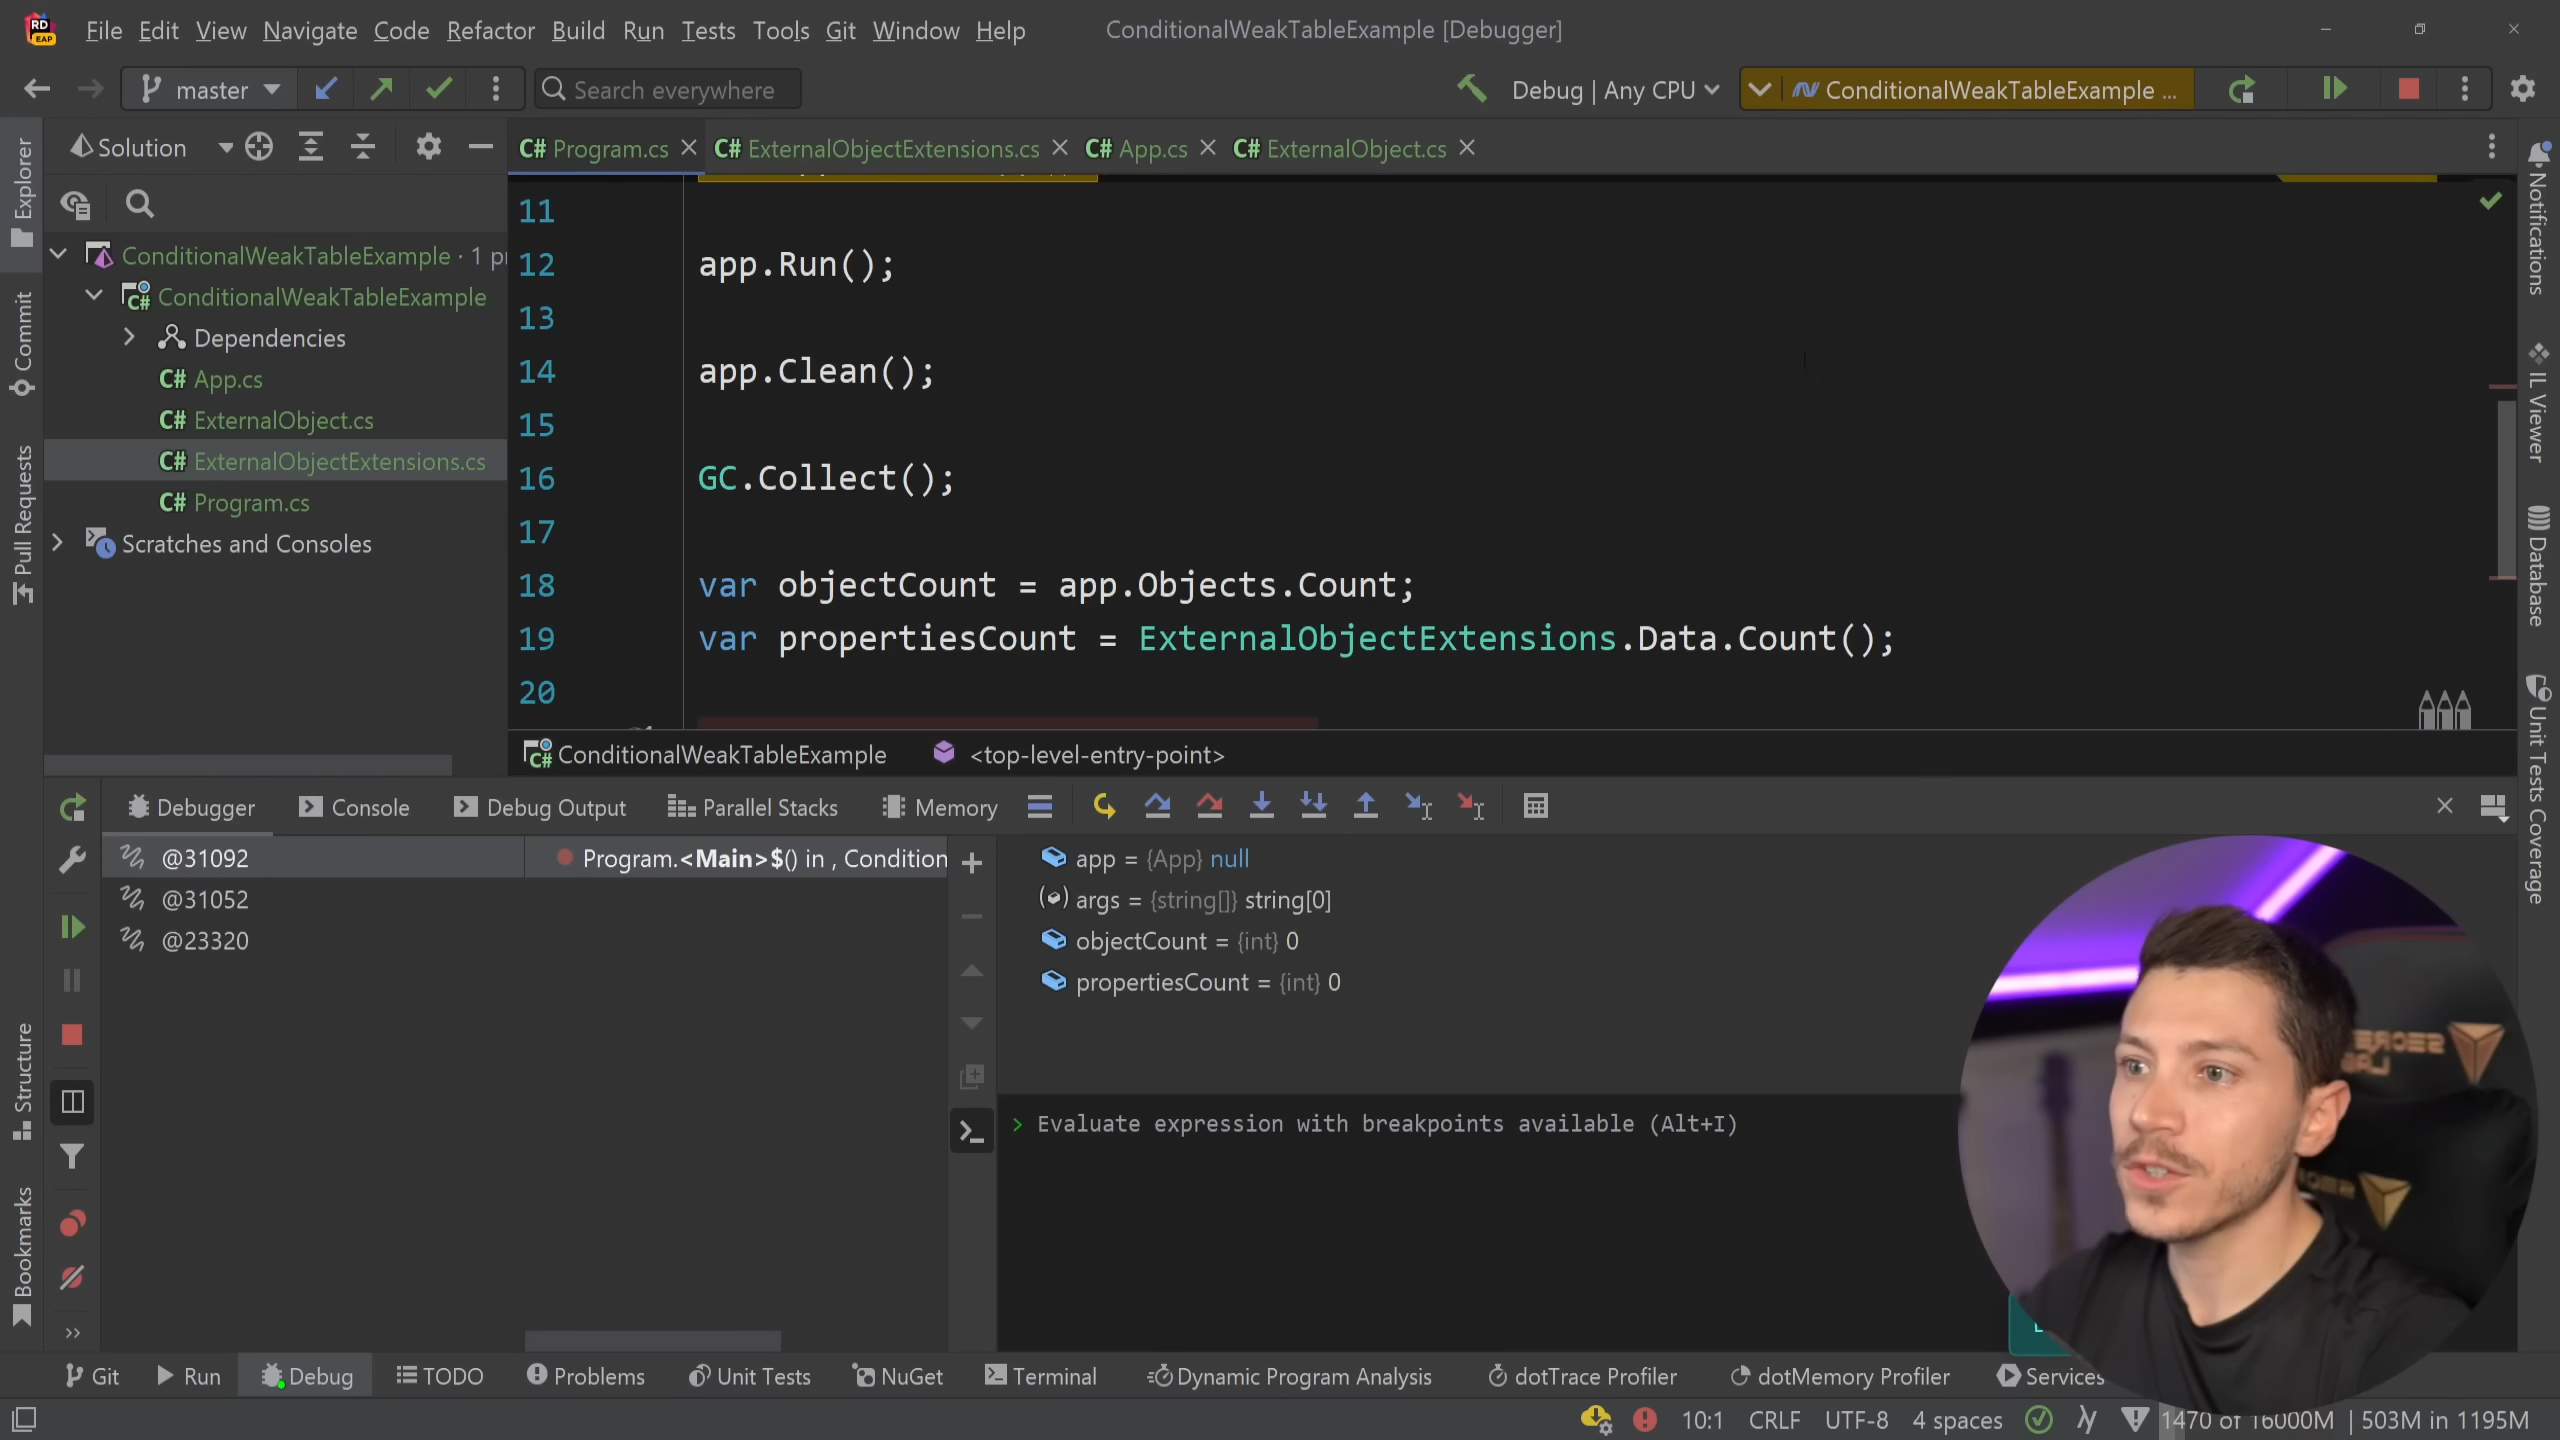 RD
EAP
File Edit View Navigate Code Refactor Build Run Tests Tools Git Window Help
ConditionalWeakTableExample [Debugger]
master
Search everywhere
Debug | Any CPU
ConditionalWeakTableExample ...
Solution
C# Program.cs
C# ExternalObjectExtensions.cs
C# App.cs
C# ExternalObject.cs
Explorer
Commit
Pull Requests
Structure
Bookmarks
ConditionalWeakTableExample · 1 pr
C# ConditionalWeakTableExample
Dependencies
C# App.cs
C# ExternalObject.cs
C# ExternalObjectExtensions.cs
C# Program.cs
Scratches and Consoles
11
12 app.Run();
13
14 app.Clean();
15
16 GC.Collect();
17
18 var objectCount = app.Objects.Count;
19 var propertiesCount = ExternalObjectExtensions.Data.Count();
20
Notifications
IL Viewer
Database
Unit Tests Coverage
C# ConditionalWeakTableExample
<top-level-entry-point>
Debugger
Console
Debug Output
Parallel Stacks
Memory
@31092
@31052
@23320
Program.<Main>$() in , Condition
app = {App} null
args = {string[]} string[0]
objectCount = {int} 0
propertiesCount = {int} 0
> Evaluate expression with breakpoints available (Alt+I)
Git
Run
Debug
TODO
Problems
Unit Tests
NuGet
Terminal
Dynamic Program Analysis
dotTrace Profiler
dotMemory Profiler
Services
10:1 CRLF UTF-8 4 spaces
1470 of 16000M | 503M in 1195M